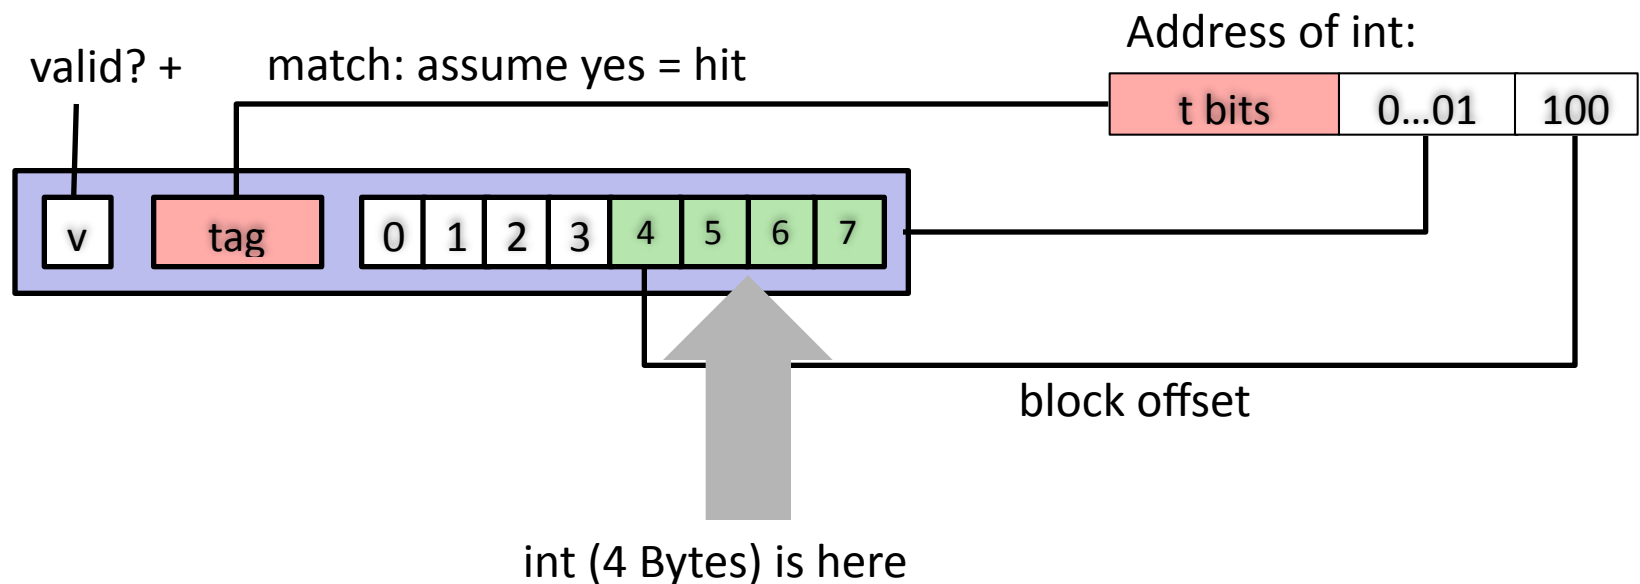 Address of int:
valid? + match: assume yes = hit
t bits 0...01 100
v tag 0 1 2 3 4 5 6 7
block offset
int (4 Bytes) is here